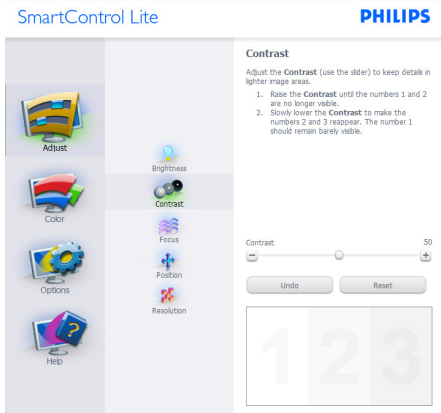 SmartControl Lite
PHILIPS
Adjust
Color
Options
Help
Brightness
Contrast
Focus
Position
Resolution
Contrast
Adjust the Contrast (use the slider) to keep details in
lighter image areas.
1. Raise the Contrast until the numbers 1 and 2
are no longer visible.
2. Slowly lower the Contrast to make the
numbers 2 and 3 reappear. The number 1
should remain barely visible.
Contrast 50
Undo Reset
1 2 3